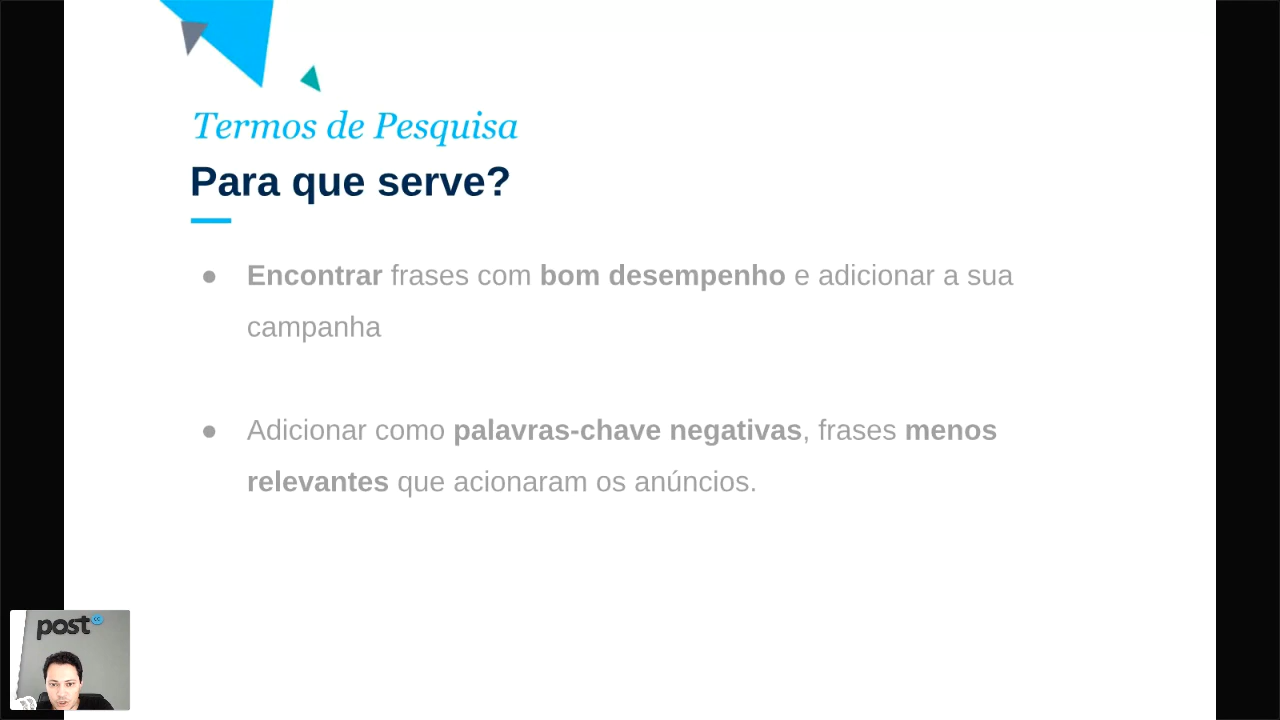 Termos de Pesquisa
Para que serve?
● Encontrar frases com bom desempenho e adicionar a sua
campanha
● Adicionar como palavras-chave negativas, frases menos
relevantes que acionaram os anúncios.
post